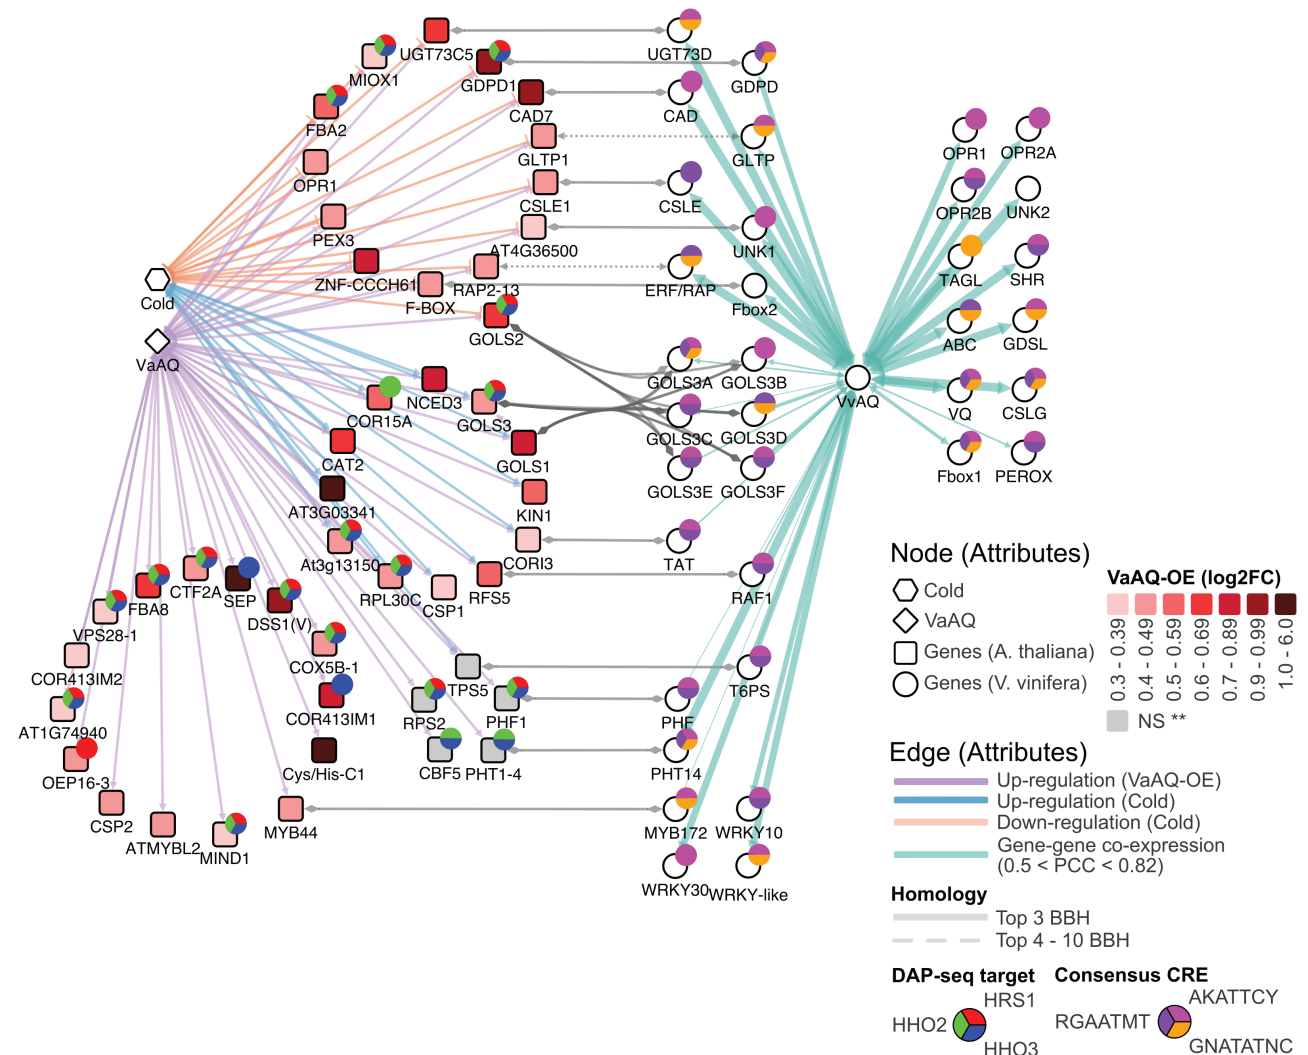 UGT73C5
UGT73D
MIOX1
GDPD1
GDPD
FBA2
CAD7
CAD
OPR1
OPR2A
GLTP1
GLTP
OPR1
CSLE1
CSLE
OPR2B
UNK2
PEX3
AT4G36500
UNK1
ZNF-CCCH61
RAP2-13
ERF/RAP
TAGL
SHR
Cold
F-BOX
Fbox2
GOLS2
ABC
GDSL
VaAQ
GOLS3A
GOLS3B
NCED3
VvAQ
COR15A
GOLS3
GOLS3C
GOLS3D
VQ
CSLG
CAT2
GOLS1
GOLS3E
GOLS3F
Fbox1
PEROX
AT3G03341
KIN1
At3g13150
CORI3
TAT
CTF2A
RPL30C
CSP1
RFS5
RAF1
FBA8
SEP
VPS28-1
DSS1(V)
COR413IM2
COX5B-1
TPS5
T6PS
AT1G74940
COR413IM1
RPS2
PHF1
PHF
OEP16-3
Cys/His-C1
CBF5
PHT1-4
PHT14
CSP2
ATMYBL2
MIND1
MYB44
MYB172
WRKY10
WRKY30
WRKY-like
Node (Attributes)
Cold
VaAQ
Genes (A. thaliana)
Genes (V. vinifera)
VaAQ-OE (log2FC)
0.3 - 0.39
0.4 - 0.49
0.5 - 0.59
0.6 - 0.69
0.7 - 0.89
0.9 - 0.99
1.0 - 6.0
NS **
Edge (Attributes)
Up-regulation (VaAQ-OE)
Up-regulation (Cold)
Down-regulation (Cold)
Gene-gene co-expression
(0.5 < PCC < 0.82)
Homology
Top 3 BBH
Top 4 - 10 BBH
DAP-seq target
HRS1
HHO2
HHO3
Consensus CRE
AKATTCY
RGAATMT
GNATATNC